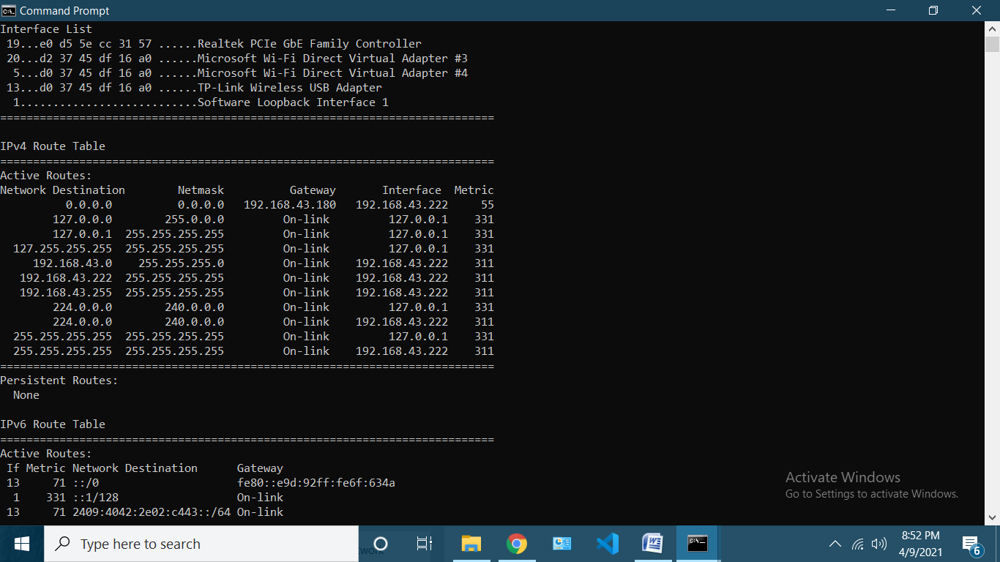 Command Prompt
Interface List
 19...e0 d5 5e cc 31 57 ......Realtek PCIe GbE Family Controller
 20...d2 37 45 df 16 a0 ......Microsoft Wi-Fi Direct Virtual Adapter #3
  5...d0 37 45 df 16 a0 ......Microsoft Wi-Fi Direct Virtual Adapter #4
 13...d0 37 45 df 16 a0 ......TP-Link Wireless USB Adapter
  1...........................Software Loopback Interface 1
===========================================================================
IPv4 Route Table
===========================================================================
Active Routes:
Network Destination        Netmask          Gateway       Interface  Metric
          0.0.0.0          0.0.0.0   192.168.43.180   192.168.43.222     55
        127.0.0.0        255.0.0.0         On-link         127.0.0.1    331
        127.0.0.1  255.255.255.255         On-link         127.0.0.1    331
  127.255.255.255  255.255.255.255         On-link         127.0.0.1    331
     192.168.43.0    255.255.255.0         On-link    192.168.43.222    311
   192.168.43.222  255.255.255.255         On-link    192.168.43.222    311
   192.168.43.255  255.255.255.255         On-link    192.168.43.222    311
        224.0.0.0        240.0.0.0         On-link         127.0.0.1    331
        224.0.0.0        240.0.0.0         On-link    192.168.43.222    311
  255.255.255.255  255.255.255.255         On-link         127.0.0.1    331
  255.255.255.255  255.255.255.255         On-link    192.168.43.222    311
===========================================================================
Persistent Routes:
  None
IPv6 Route Table
===========================================================================
Active Routes:
 If Metric Network Destination      Gateway
 13     71 ::/0                     fe80::e9d:92ff:fe6f:634a
  1    331 ::1/128                  On-link
 13     71 2409:4042:2e02:c443::/64 On-link
Activate Windows
Go to Settings to activate Windows.
Type here to search
8:52 PM
4/9/2021
6